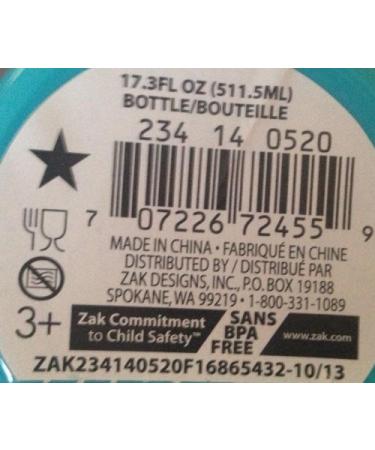 17.3FL OZ (511.5ML)
BOTTLE/BOUTEILLE
234 14 0520
7 07226 72455 9
MADE IN CHINA • FABRIQUÉ EN CHINE
DISTRIBUTED BY / DISTRIBUÉ PAR
ZAK DESIGNS, INC., P.O. BOX 19188
SPOKANE, WA 99219 • 1-800-331-1089
3+
Zak Commitment
to Child Safety™
SANS
BPA
FREE
www.zak.com
ZAK234140520F16865432-10/13